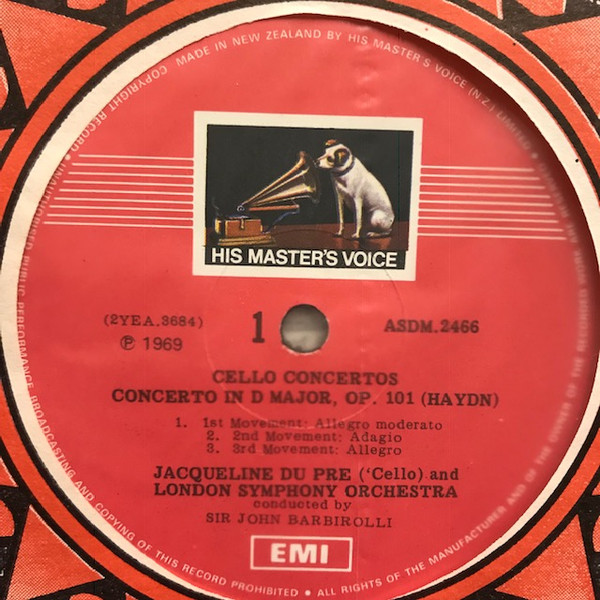 COPYRIGHT RECORD • MADE IN NEW ZEALAND BY HIS MASTER'S VOICE (N.Z.) LIMITED •
HIS MASTER'S VOICE
(2YEA.3684)
1
ASDM.2466
Ⓟ 1969
CELLO CONCERTOS
CONCERTO IN D MAJOR, OP. 101 (HAYDN)
1. 1st Movement: Allegro moderato
2. 2nd Movement: Adagio
3. 3rd Movement: Allegro
JACQUELINE DU PRE ('Cello) and
LONDON SYMPHONY ORCHESTRA
conducted by
SIR JOHN BARBIROLLI
EMI
PUBLIC PERFORMANCE BROADCASTING AND COPYING OF THIS RECORD PROHIBITED • ALL RIGHTS OF THE MANUFACTURER AND OF THE OWNER OF THE RECORDED WORK